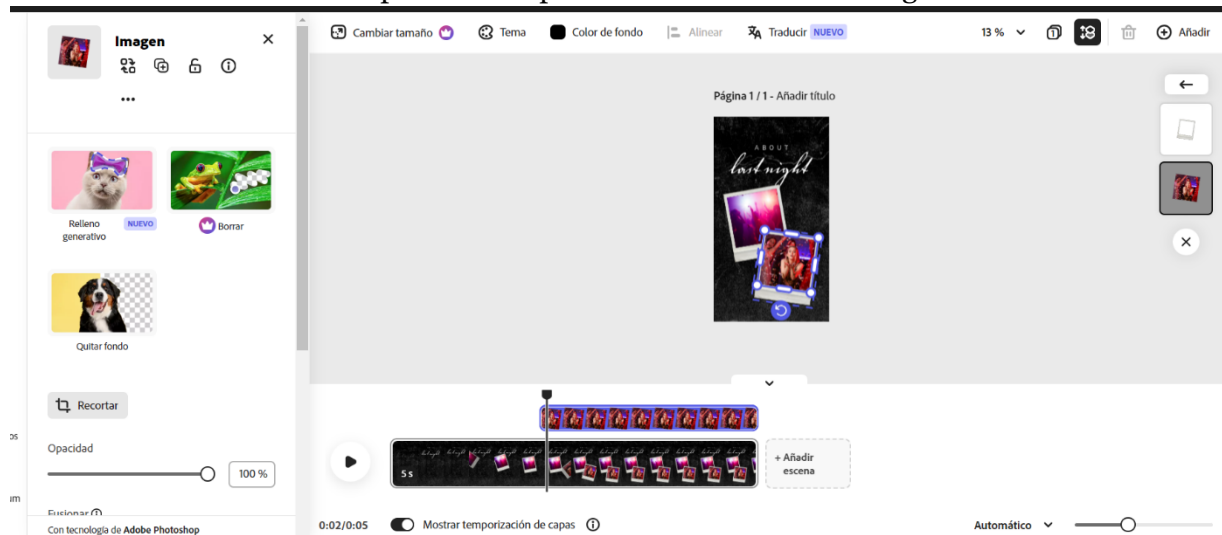 Imagen
Cambiar tamaño
Tema
Color de fondo
Alinear
Traducir NUEVO
13 %
Añadir
Página 1 / 1 - Añadir título
ABOUT
last night
Relleno generativo
NUEVO
Borrar
Quitar fondo
Recortar
Opacidad
100 %
Fusionar
Con tecnología de Adobe Photoshop
5 s
+ Añadir
escena
0:02/0:05
Mostrar temporización de capas
Automático